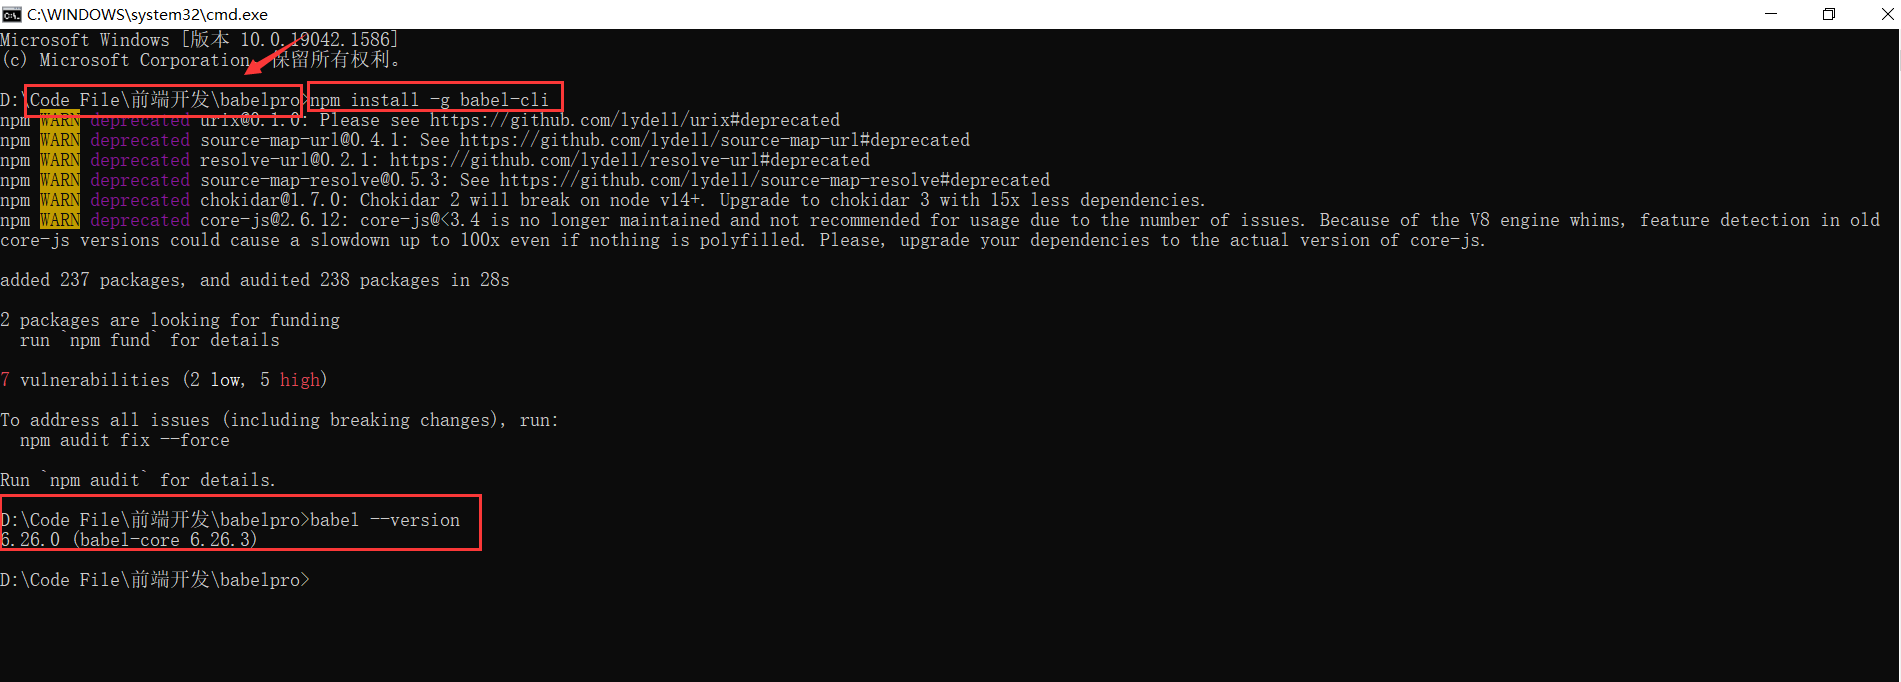 C:\WINDOWS\system32\cmd.exe
Microsoft Windows [版本 10.0.19042.1586]
(c) Microsoft Corporation。保留所有权利。
D:\Code File\前端开发\babelpro>npm install -g babel-cli
npm WARN deprecated urix@0.1.0: Please see https://github.com/lydell/urix#deprecated
npm WARN deprecated source-map-url@0.4.1: See https://github.com/lydell/source-map-url#deprecated
npm WARN deprecated resolve-url@0.2.1: https://github.com/lydell/resolve-url#deprecated
npm WARN deprecated source-map-resolve@0.5.3: See https://github.com/lydell/source-map-resolve#deprecated
npm WARN deprecated chokidar@1.7.0: Chokidar 2 will break on node v14+. Upgrade to chokidar 3 with 15x less dependencies.
npm WARN deprecated core-js@2.6.12: core-js@<3.4 is no longer maintained and not recommended for usage due to the number of issues. Because of the V8 engine whims, feature detection in old
core-js versions could cause a slowdown up to 100x even if nothing is polyfilled. Please, upgrade your dependencies to the actual version of core-js.
added 237 packages, and audited 238 packages in 28s
2 packages are looking for funding
run `npm fund` for details
7 vulnerabilities (2 low, 5 high)
To address all issues (including breaking changes), run:
npm audit fix --force
Run `npm audit` for details.
D:\Code File\前端开发\babelpro>babel --version
6.26.0 (babel-core 6.26.3)
D:\Code File\前端开发\babelpro>